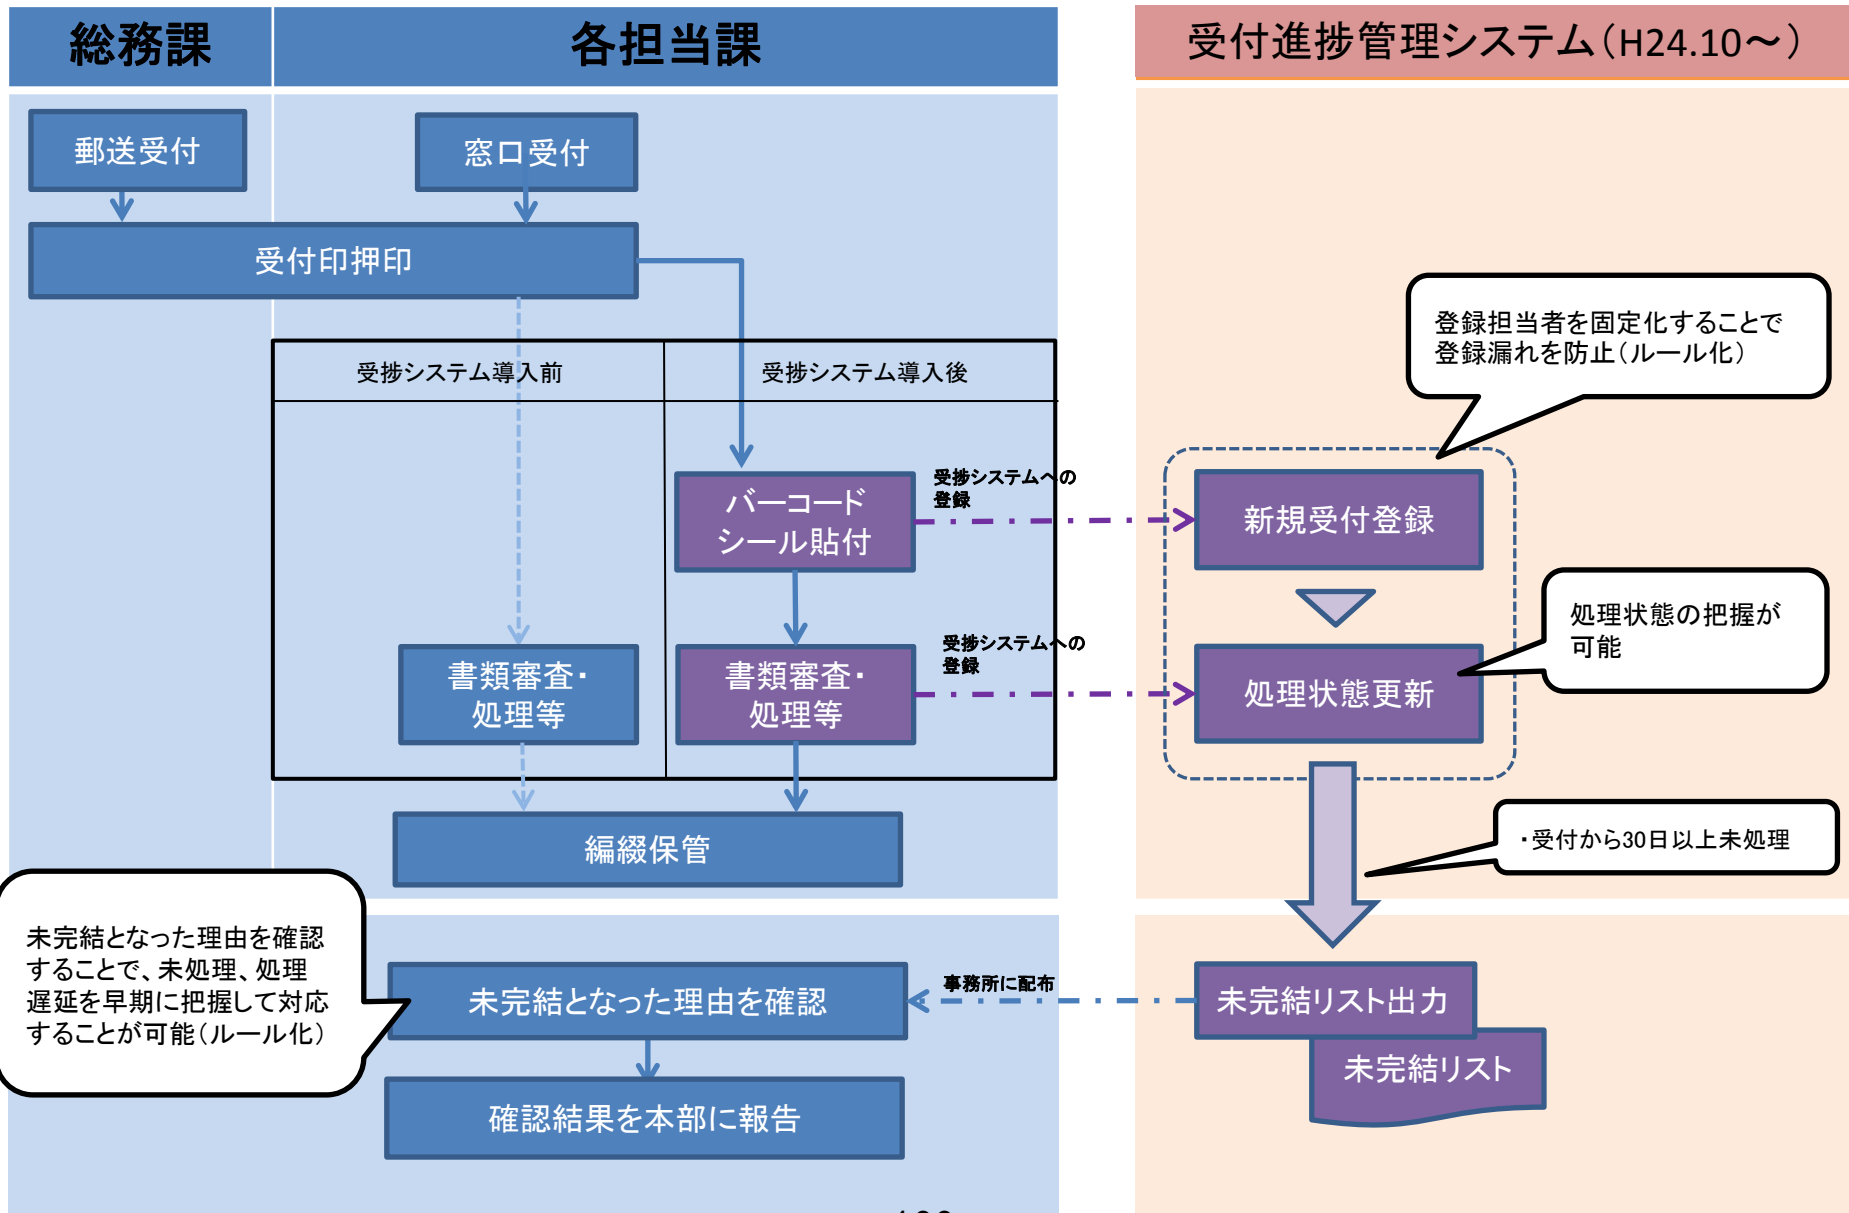 総務課
各担当課
受付進捗管理システム（H24.10～）
郵送受付
窓口受付
受付印押印
登録担当者を固定化することで
登録漏れを防止（ルール化）
受捗システム導入前
受捗システム導入後
バーコード
シール貼付
受捗システムへの
登録
新規受付登録
処理状態の把握が
可能
書類審査・
処理等
書類審査・
処理等
受捗システムへの
登録
処理状態更新
編綴保管
・受付から30日以上未処理
未完結となった理由を確認
することで、未処理、処理
遅延を早期に把握して対応
することが可能（ルール化）
未完結となった理由を確認
事務所に配布
未完結リスト出力
未完結リスト
確認結果を本部に報告